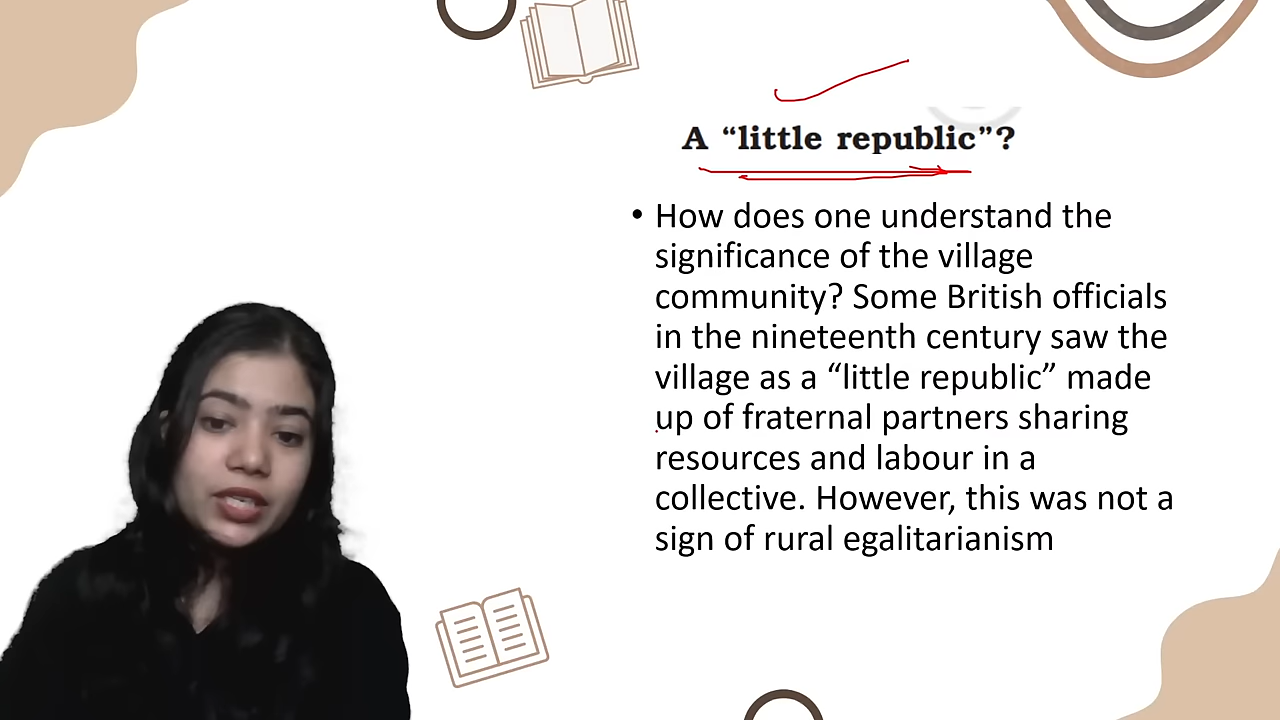 A “little republic”?
• How does one understand the
significance of the village
community? Some British officials
in the nineteenth century saw the
village as a “little republic” made
up of fraternal partners sharing
resources and labour in a
collective. However, this was not a
sign of rural egalitarianism